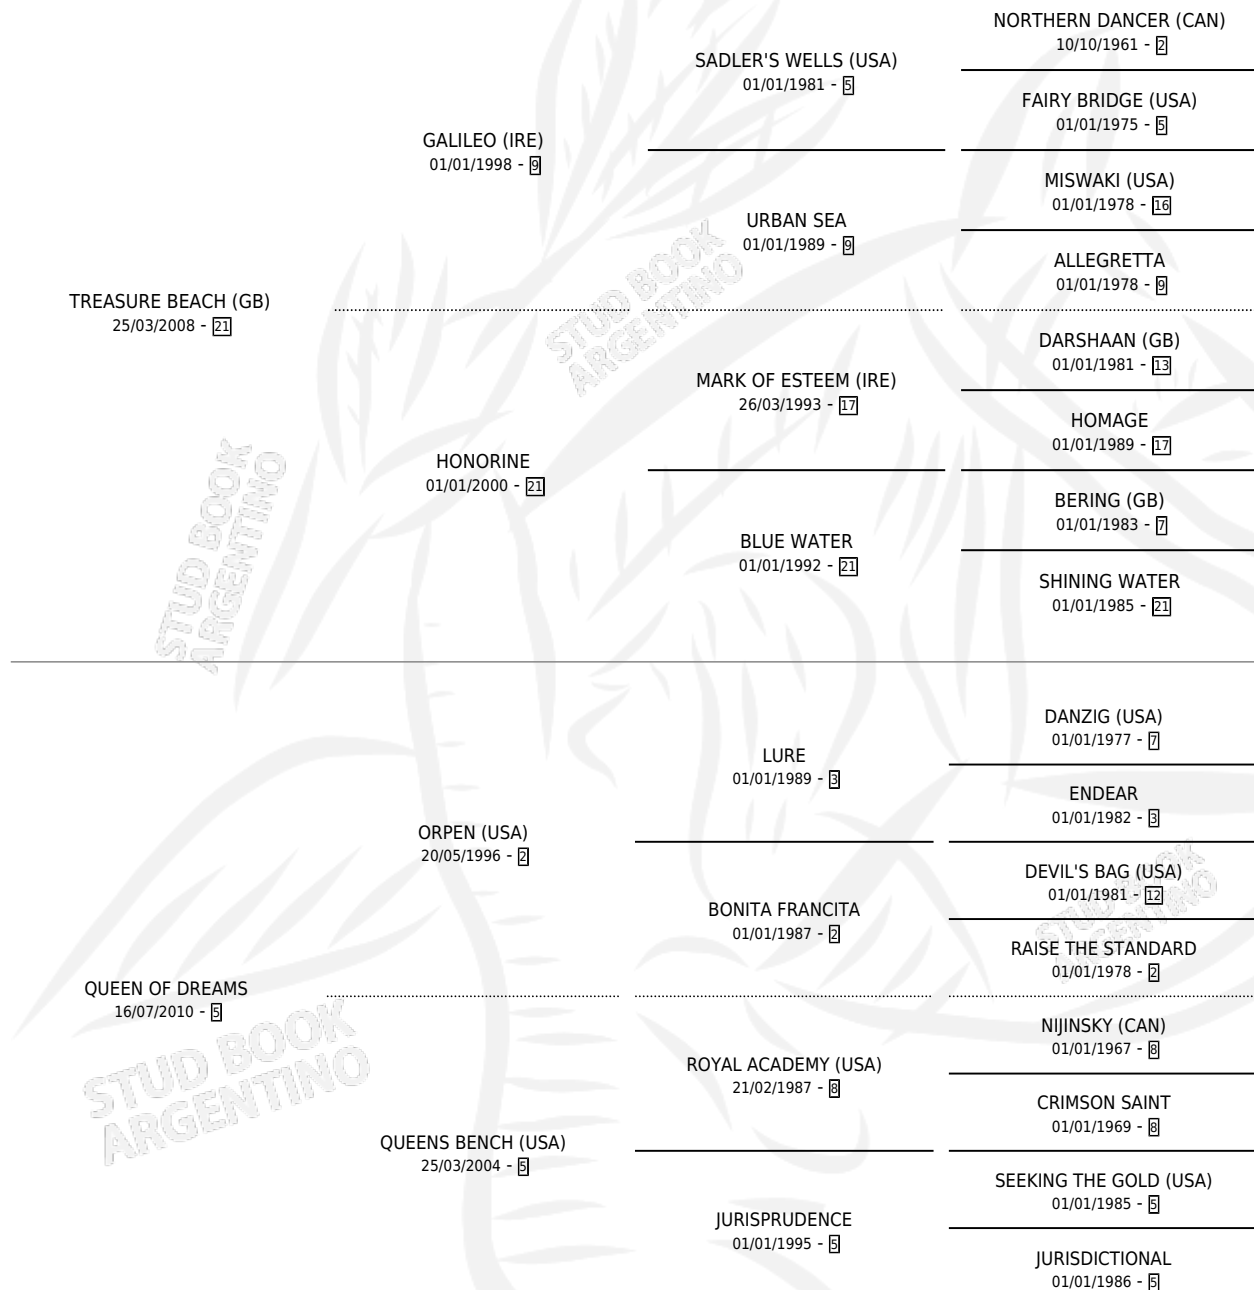 NORTHERN DANCER (CAN)
10/10/1961 - 2
SADLER'S WELLS (USA)
01/01/1981 - 5
FAIRY BRIDGE (USA)
01/01/1975 - 5
GALILEO (IRE)
01/01/1998 - 9
MISWAKI (USA)
01/01/1978 - 16
URBAN SEA
01/01/1989 - 9
ALLEGRETTA
01/01/1978 - 9
TREASURE BEACH (GB)
25/03/2008 - 21
DARSHAAN (GB)
01/01/1981 - 13
MARK OF ESTEEM (IRE)
26/03/1993 - 17
HOMAGE
01/01/1989 - 17
HONORINE
01/01/2000 - 21
BERING (GB)
01/01/1983 - 7
BLUE WATER
01/01/1992 - 21
SHINING WATER
01/01/1985 - 21
DANZIG (USA)
01/01/1977 - 7
LURE
01/01/1989 - 3
ENDEAR
01/01/1982 - 3
ORPEN (USA)
20/05/1996 - 2
DEVIL'S BAG (USA)
01/01/1981 - 12
BONITA FRANCITA
01/01/1987 - 2
RAISE THE STANDARD
01/01/1978 - 2
QUEEN OF DREAMS
16/07/2010 - 5
NIJINSKY (CAN)
01/01/1967 - 8
ROYAL ACADEMY (USA)
21/02/1987 - 8
CRIMSON SAINT
01/01/1969 - 8
QUEENS BENCH (USA)
25/03/2004 - 5
SEEKING THE GOLD (USA)
01/01/1985 - 5
JURISPRUDENCE
01/01/1995 - 5
JURISDICTIONAL
01/01/1986 - 5
STUD BOOK
ARGENTINO
STUD BOOK
ARGENTINO
STUD BOOK
ARGENTINO
STUD BOOK
ARGENTINO